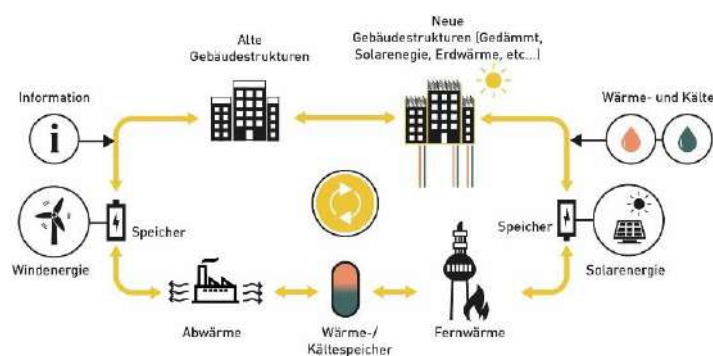 Alte
Gebäudestrukturen
Neue
Gebäudestrukturen (Gedämmt,
Solarenegie, Erdwärme, etc...)
Information
i
Wärme- und Kälte
Speicher
Windenergie
Speicher
Solarenergie
Abwärme
Wärme-/
Kältespeicher
Fernwärme